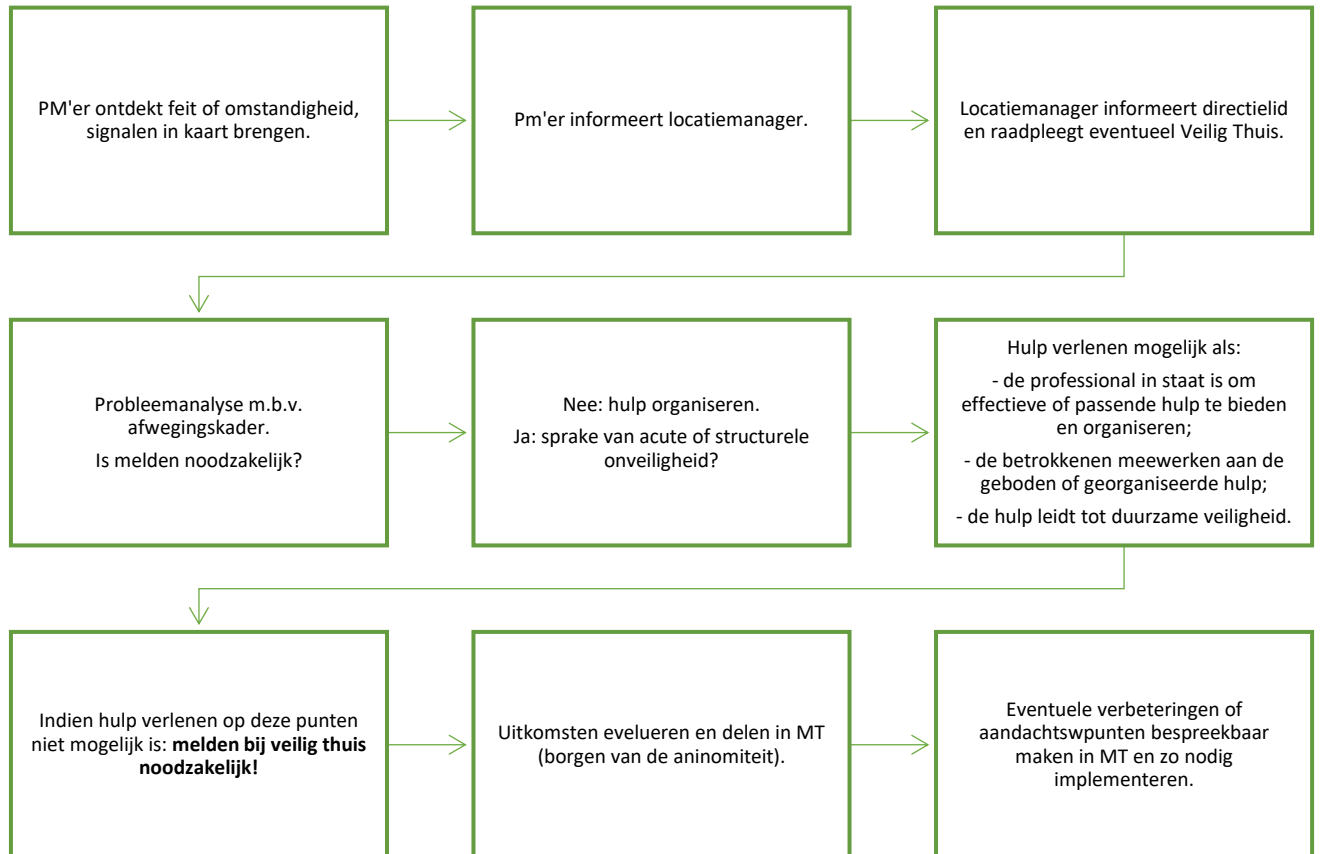 PM'er ontdekt feit of omstandigheid,
signalen in kaart brengen.
Pm'er informeert locatiemanager.
Locatiemanager informeert directielid
en raadpleegt eventueel Veilig Thuis.
Probleemanalyse m.b.v.
afwegingskader.
Is melden noodzakelijk?
Nee: hulp organiseren.
Ja: sprake van acute of structurele
onveiligheid?
Hulp verlenen mogelijk als:
- de professional in staat is om
effectieve of passende hulp te bieden
en organiseren;
- de betrokkenen meewerken aan de
geboden of georganiseerde hulp;
- de hulp leidt tot duurzame veiligheid.
Indien hulp verlenen op deze punten
niet mogelijk is: melden bij veilig thuis
noodzakelijk!
Uitkomsten evelueren en delen in MT
(borgen van de aninomiteit).
Eventuele verbeteringen of
aandachtswpunten bespreekbaar
maken in MT en zo nodig
implementeren.